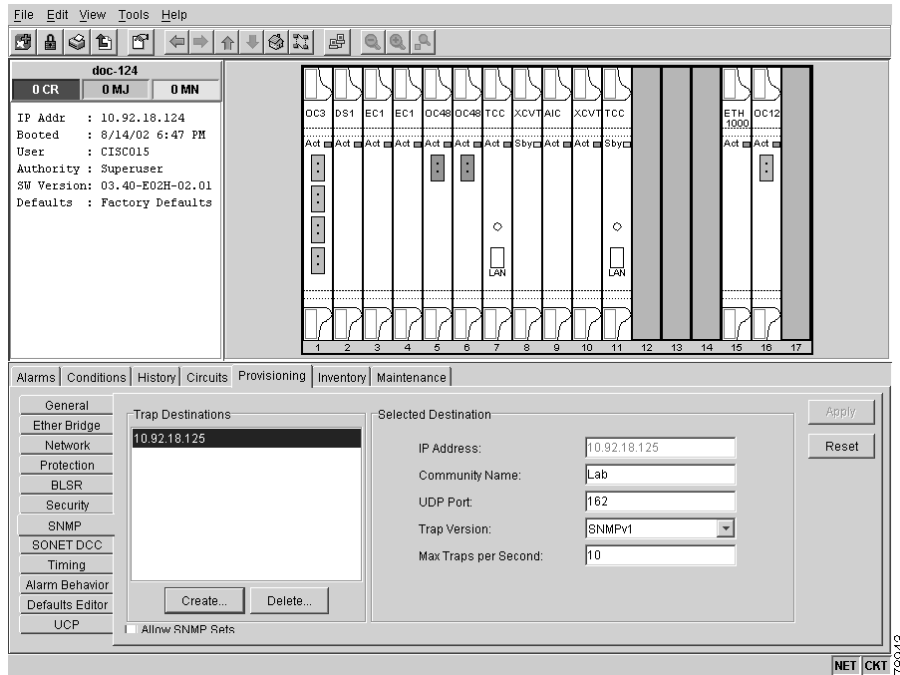 File Edit View Tools Help
doc-124
0 CR 0 MJ 0 MN
IP Addr : 10.92.18.124
Booted : 8/14/02 6:47 PM
User : CISCO15
Authority : Superuser
SW Version: 03.40-E02H-02.01
Defaults : Factory Defaults
OC3 DS1 EC1 EC1 OC48 OC48 TCC XCVT AIC XCVT TCC ETH 1000 OC12
Act Act Act Act Act Act Act Sby Act Act Sby Act Act
LAN LAN
1 2 3 4 5 6 7 8 9 10 11 12 13 14 15 16 17
Alarms Conditions History Circuits Provisioning Inventory Maintenance
General
Ether Bridge
Network
Protection
BLSR
Security
SNMP
SONET DCC
Timing
Alarm Behavior
Defaults Editor
UCP
Trap Destinations
10.92.18.125
Create... Delete...
Allow SNMP Sets
Selected Destination
IP Address: 10.92.18.125
Community Name: Lab
UDP Port: 162
Trap Version: SNMPv1
Max Traps per Second: 10
Apply
Reset
NET CKT